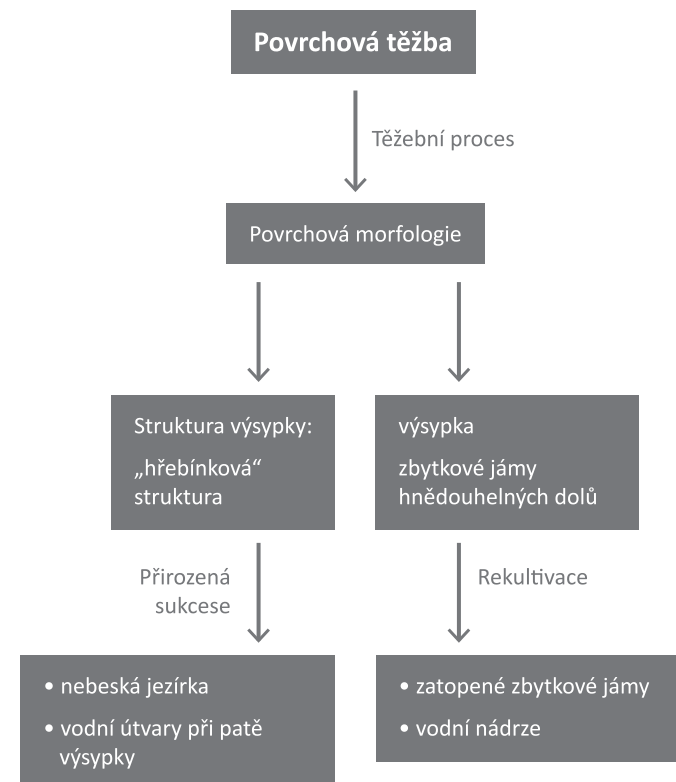 Povrchová těžba
Těžební proces
Povrchová morfologie
Struktura výsypky:
„hřebínková“
struktura
výsypka
zbytkové jámy
hnědouhelných dolů
Přirozená
sukcese
Rekultivace
• nebeská jezírka
• vodní útvary při patě
výsypky
• zatopené zbytkové jámy
• vodní nádrze